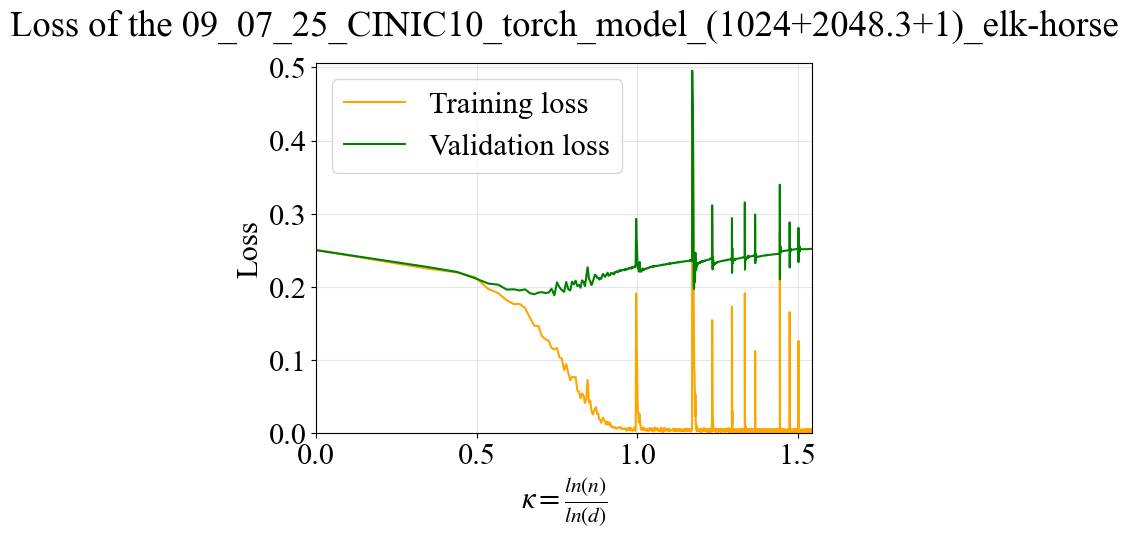 Loss of the 09_07_25_CINIC10_torch_model_(1024+2048.3+1)_elk-horse
0.5
0.4
0.3
0.2
0.1
0.0
Loss
Training loss
Validation loss
0.0 0.5 1.0 1.5
κ = ln(n)/ln(d)